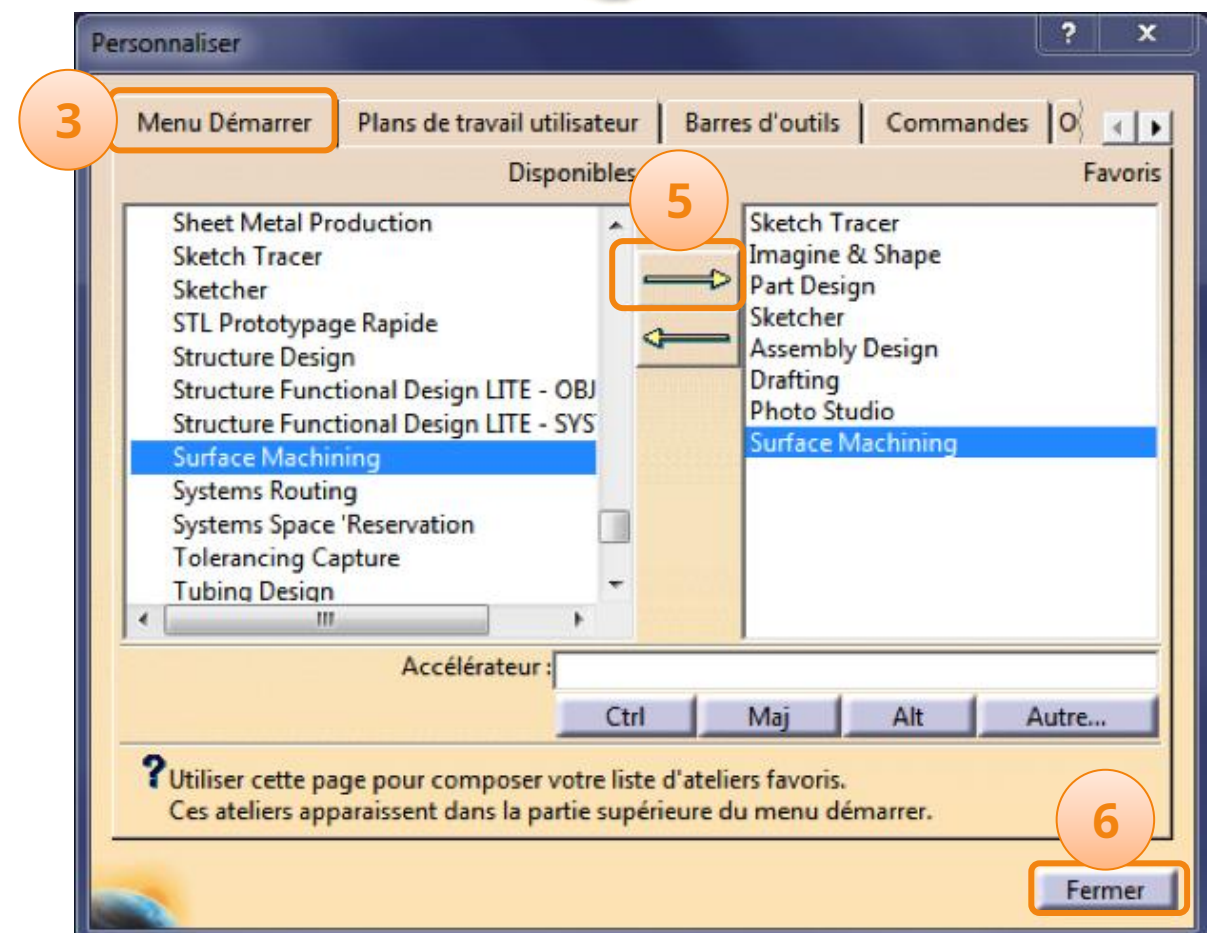 Personnaliser
3
Menu Démarrer
Plans de travail utilisateur
Barres d'outils
Commandes
O
Disponibles
5
Favoris
Sheet Metal Production
Sketch Tracer
Sketcher
STL Prototypage Rapide
Structure Design
Structure Functional Design LITE - OBJ
Structure Functional Design LITE - SYS
Surface Machining
Systems Routing
Systems Space 'Reservation
Tolerancing Capture
Tubing Design
Sketch Tracer
Imagine & Shape
Part Design
Sketcher
Assembly Design
Drafting
Photo Studio
Surface Machining
Accélérateur :
Ctrl
Maj
Alt
Autre...
? Utiliser cette page pour composer votre liste d'ateliers favoris.
Ces ateliers apparaissent dans la partie supérieure du menu démarrer.
6
Fermer